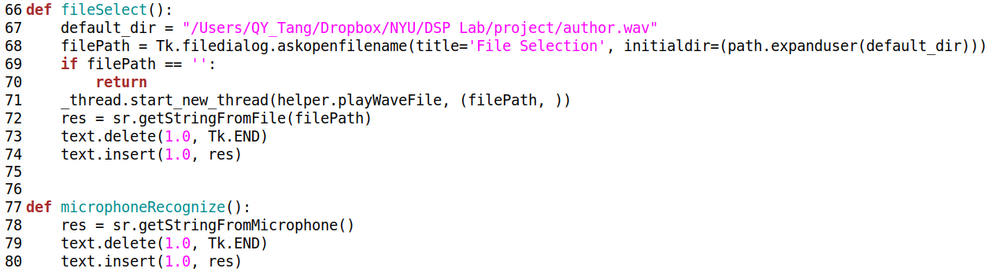 66 def fileSelect():
67     default_dir = "/Users/QY_Tang/Dropbox/NYU/DSP Lab/project/author.wav"
68     filePath = Tk.filedialog.askopenfilename(title='File Selection', initialdir=(path.expanduser(default_dir)))
69     if filePath == '':
70         return
71     _thread.start_new_thread(helper.playWaveFile, (filePath, ))
72     res = sr.getStringFromFile(filePath)
73     text.delete(1.0, Tk.END)
74     text.insert(1.0, res)
75
76
77 def microphoneRecognize():
78     res = sr.getStringFromMicrophone()
79     text.delete(1.0, Tk.END)
80     text.insert(1.0, res)